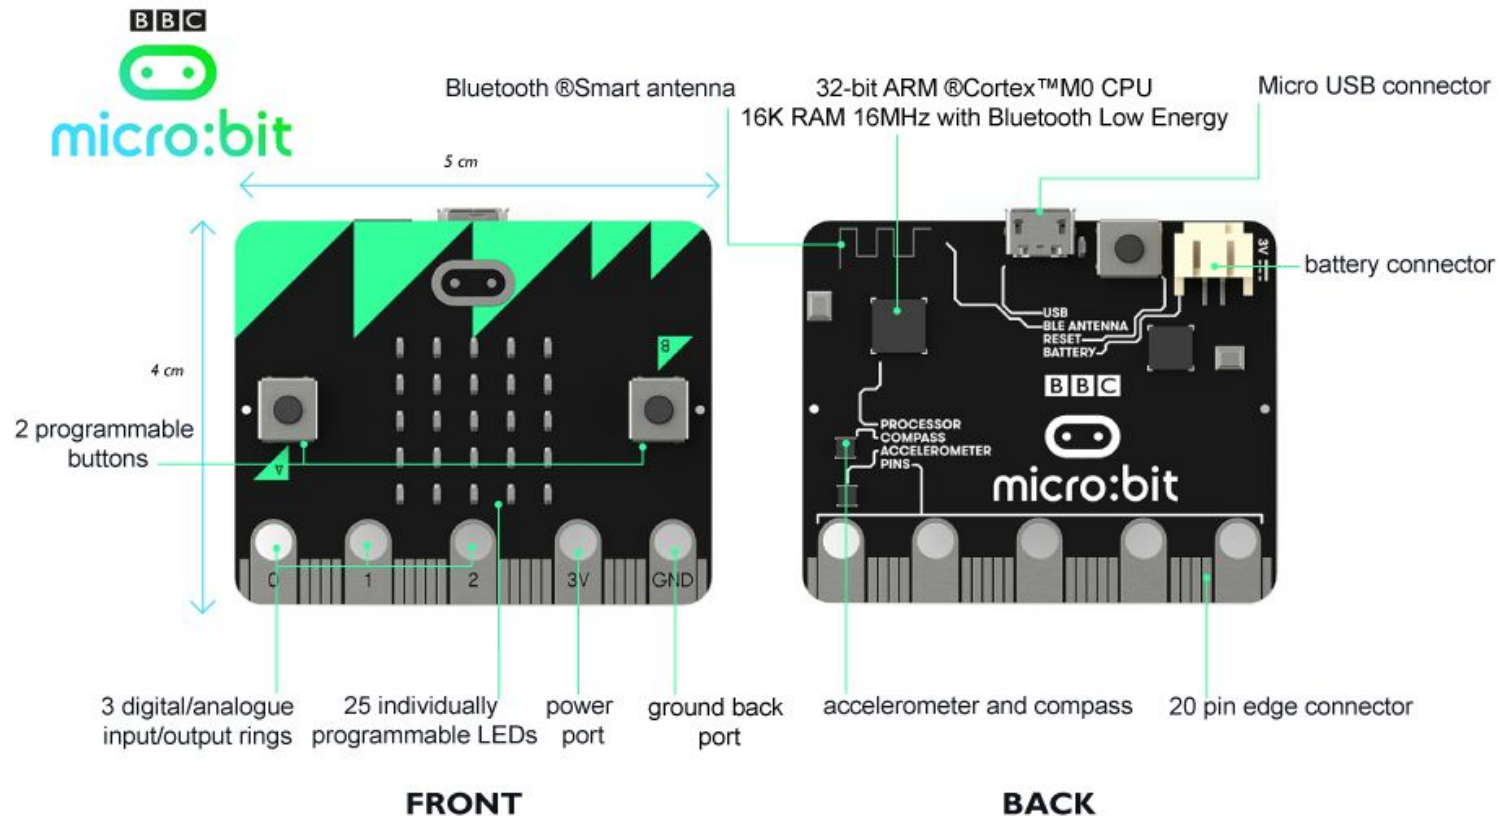 BBC
micro:bit
Bluetooth ®Smart antenna
32-bit ARM ®Cortex™M0 CPU
16K RAM 16MHz with Bluetooth Low Energy
Micro USB connector
5 cm
4 cm
2 programmable
buttons
A
B
0
1
2
3V
GND
3 digital/analogue
input/output rings
25 individually
programmable LEDs
power
port
ground back
port
FRONT
3V
battery connector
USB
BLE ANTENNA
RESET
BATTERY
BBC
micro:bit
PROCESSOR
COMPASS
ACCELEROMETER
PINS
accelerometer and compass
20 pin edge connector
BACK